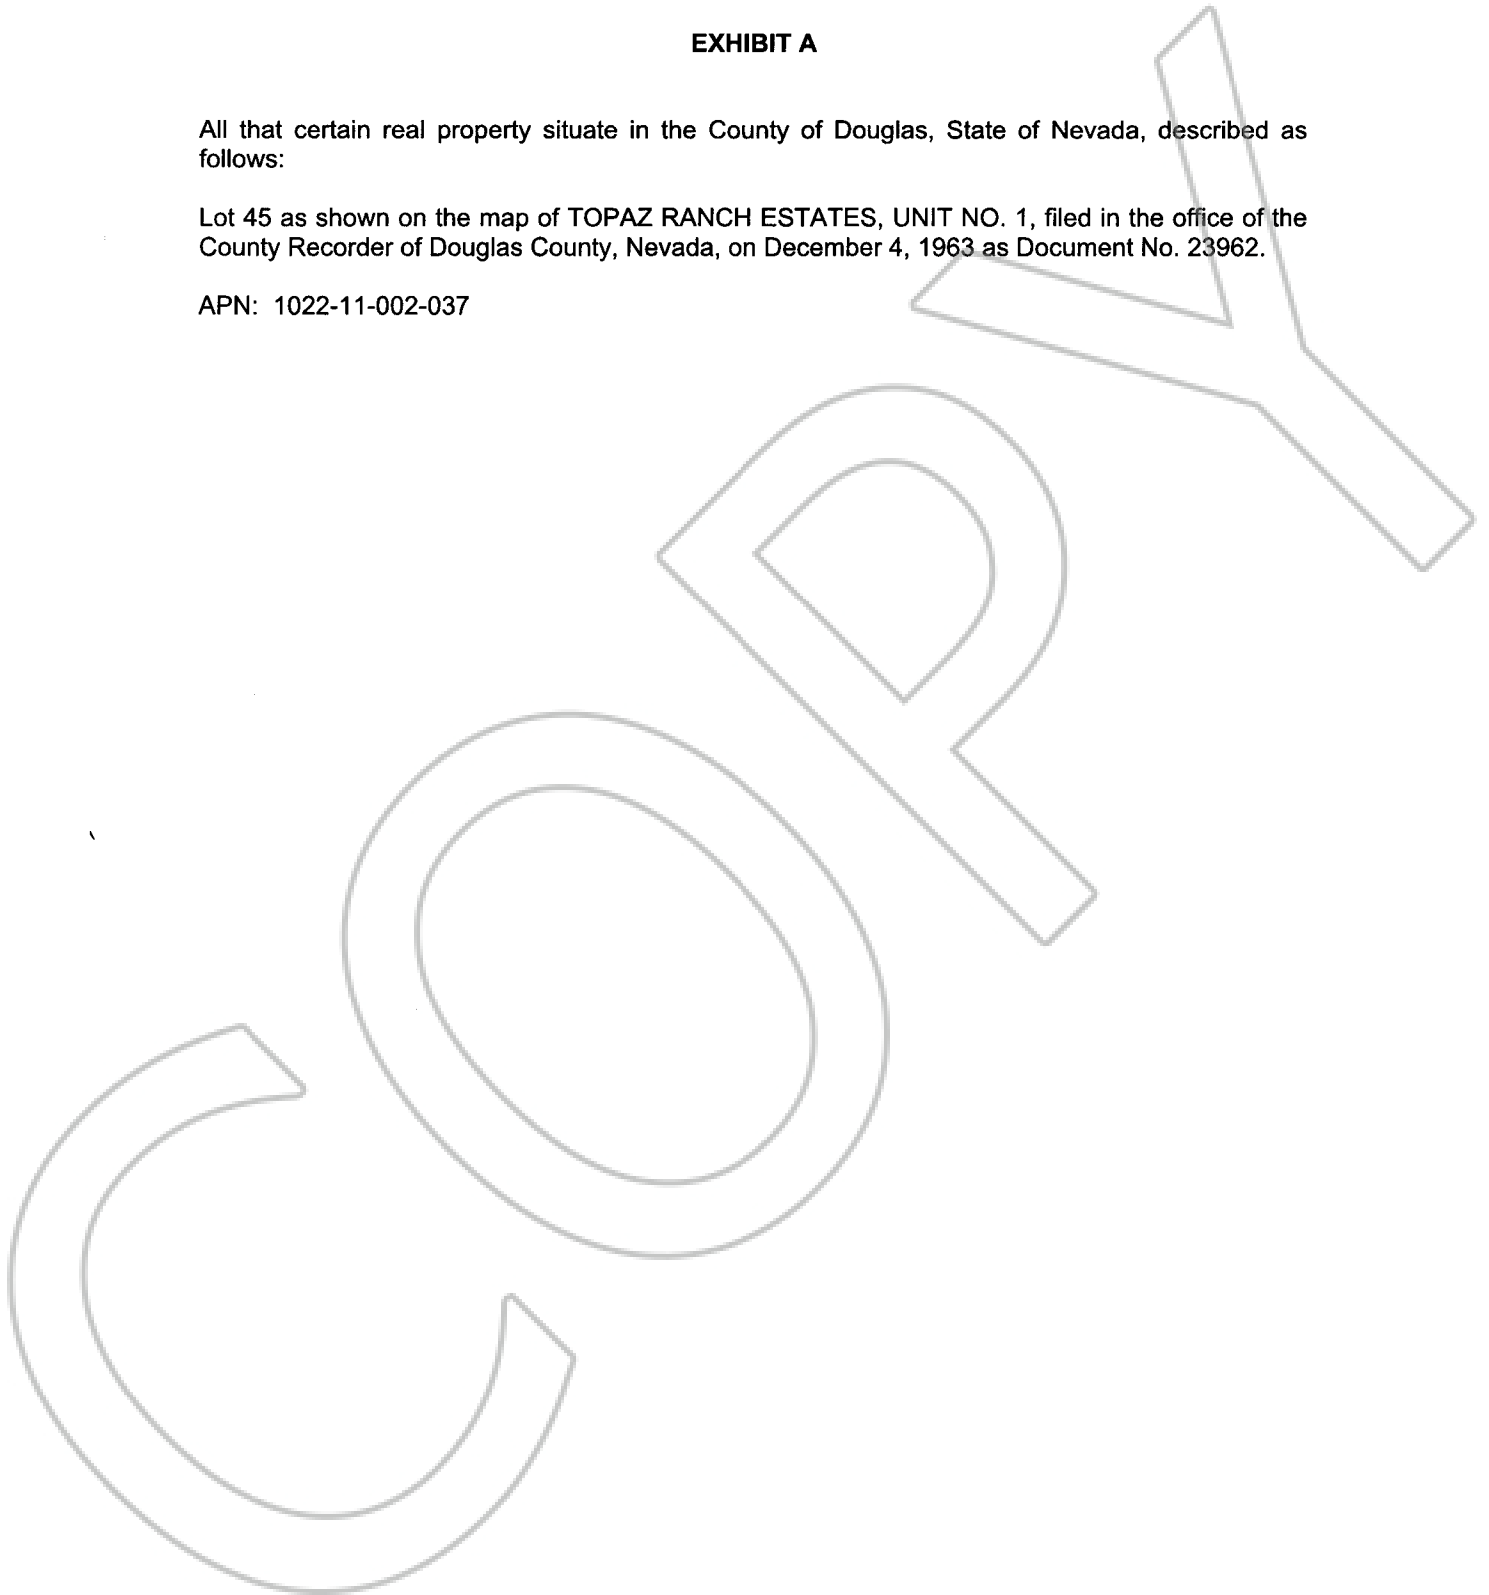 EXHIBIT A
All that certain real property situate in the County of Douglas, State of Nevada, described as
follows:
Lot 45 as shown on the map of TOPAZ RANCH ESTATES, UNIT NO. 1, filed in the office of the
County Recorder of Douglas County, Nevada, on December 4, 1963 as Document No. 23962.
APN: 1022-11-002-037
COPY